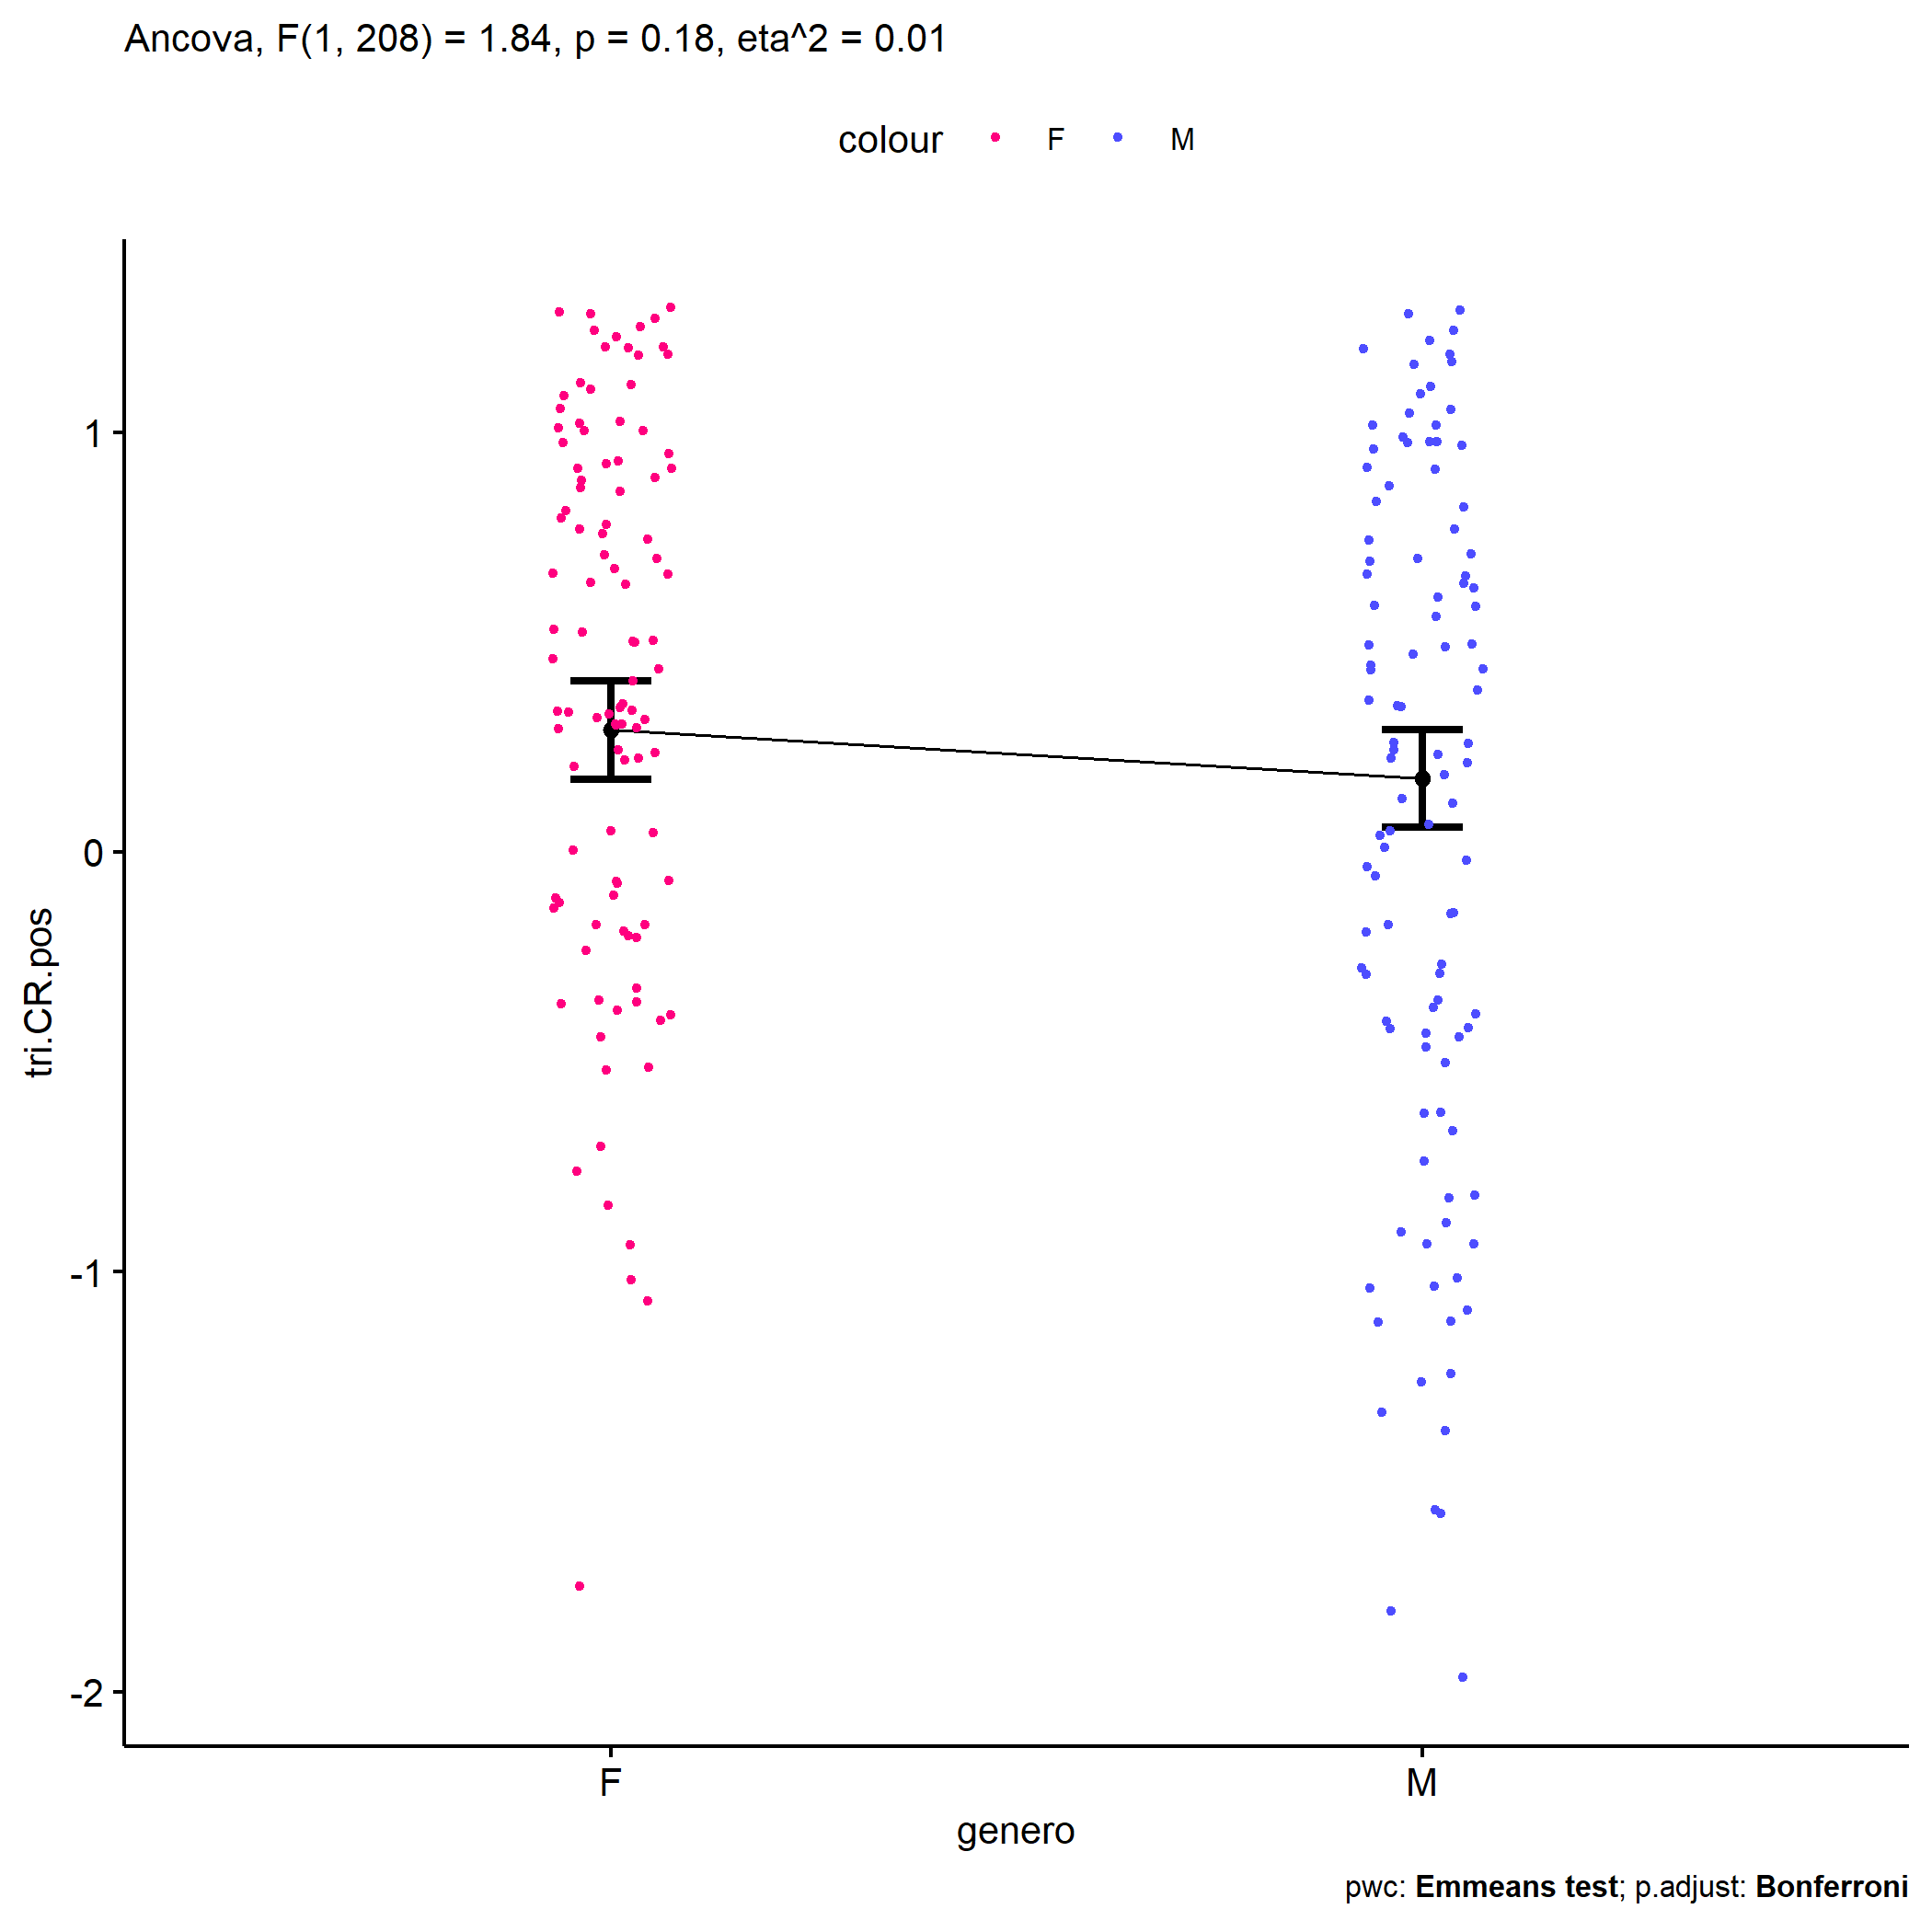 Ancova, F(1, 208) = 1.84, p = 0.18, eta^2 = 0.01
colour F M
1
0
-1
-2
tri.CR.pos
F M
genero
pwc: Emmeans test; p.adjust: Bonferroni